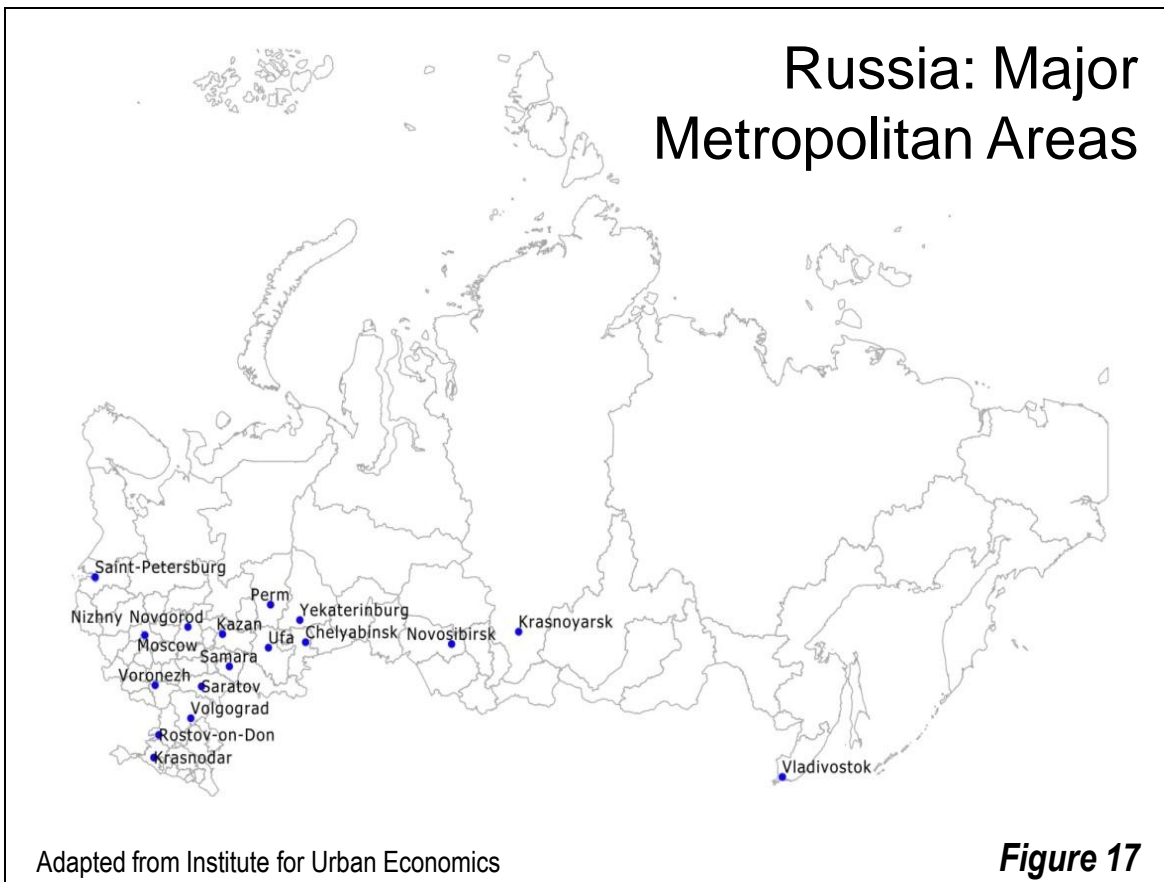 Russia: Major
Metropolitan Areas
Saint-Petersburg
Perm
Nizhny Novgorod
Kazan
Yekaterinburg
Moscow
Ufa
Chelyabinsk
Novosibirsk
Krasnoyarsk
Samara
Voronezh
Saratov
Volgograd
Rostov-on-Don
Krasnodar
Vladivostok
Adapted from Institute for Urban Economics
Figure 17